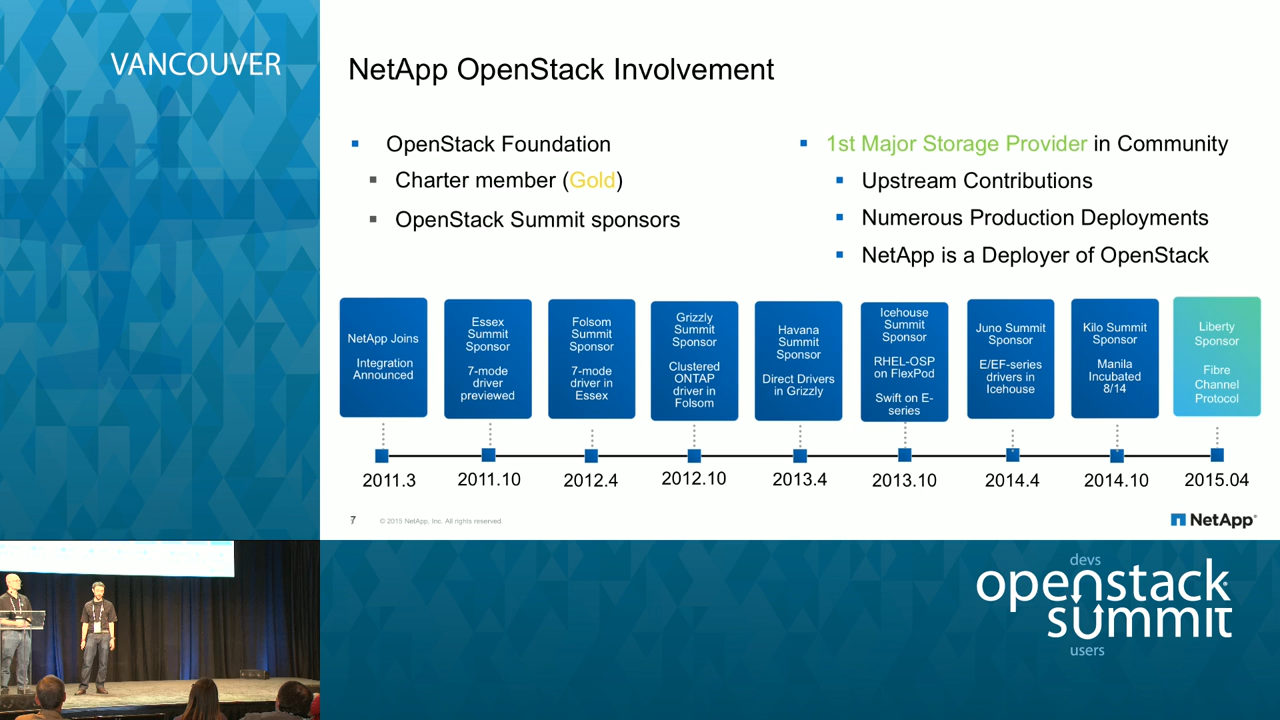 VANCOUVER
NetApp OpenStack Involvement
OpenStack Foundation
Charter member (Gold)
OpenStack Summit sponsors
1st Major Storage Provider in Community
Upstream Contributions
Numerous Production Deployments
NetApp is a Deployer of OpenStack
NetApp Joins
Integration
Announced
Essex
Summit
Sponsor
7-mode
driver
previewed
Folsom
Summit
Sponsor
7-mode
driver in
Essex
Grizzly
Summit
Sponsor
Clustered
ONTAP
driver in
Folsom
Havana
Summit
Sponsor
Direct Drivers
in Grizzly
Icehouse
Summit
Sponsor
RHEL-OSP
on FlexPod
Swift on E-
series
Juno Summit
Sponsor
E/EF-series
drivers in
Icehouse
Kilo Summit
Sponsor
Manila
Incubated
8/14
Liberty
Sponsor
Fibre
Channel
Protocol
2011.3
2011.10
2012.4
2012.10
2013.4
2013.10
2014.4
2014.10
2015.04
7
© 2015 NetApp, Inc. All rights reserved.
NetApp®
devs
openstack
summit
users